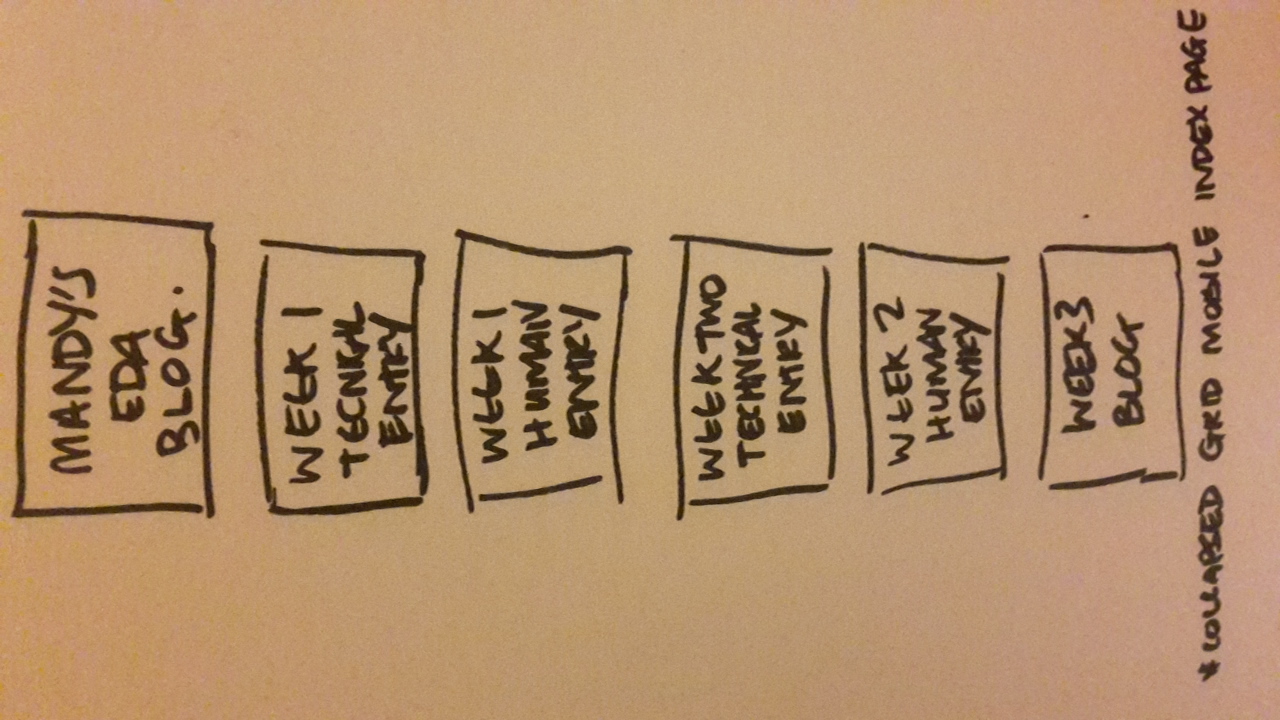 MANDY'S
EDA
BLOG.
WEEK 1
TECNICAL
ENTRY
WEEK 1
HUMAN
ENTRY
WEEK TWO
TECHNICAL
ENTRY
WEEK 2
HUMAN
ENTRY
WEEK 3
BLOG
* COLLAPSED GRID MOBILE INDEX PAGE